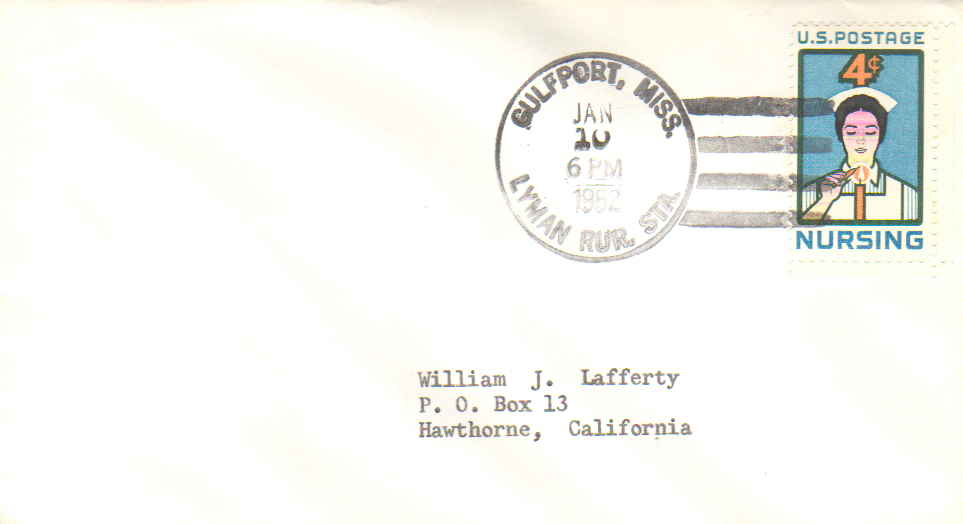 U.S.POSTAGE
4¢
NURSING
GULFPORT, MISS.
JAN
10
6 PM
1962
LYMAN RUR. STA.
William J. Lafferty
P. O. Box 13
Hawthorne, California